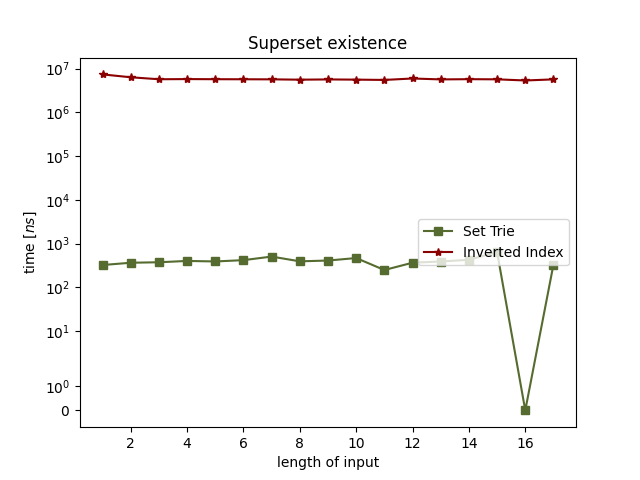 Superset existence
10⁷
10⁶
10⁵
10⁴
10³
10²
10¹
10⁰
0
time [ns]
Set Trie
Inverted Index
2 4 6 8 10 12 14 16
length of input